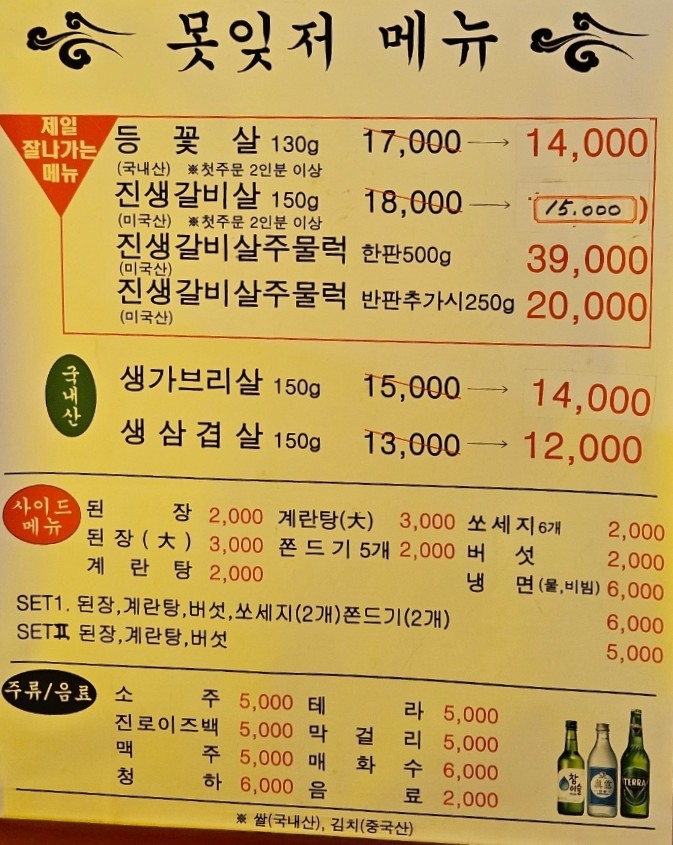 못잊저 메뉴
제일
잘나가는
메뉴
등 꽃 살 130g 17,000 → 14,000
(국내산) ※첫주문 2인분 이상
진생갈비살 150g 18,000 → 15.000)
(미국산) ※첫주문 2인분 이상
진생갈비살주물럭 한판500g 39,000
(미국산)
진생갈비살주물럭 반판추가시250g 20,000
(미국산)
국내산
생가브리살 150g 15,000 → 14,000
생삼겹살 150g 13,000 → 12,000
사이드
메뉴
된 장 2,000 계란탕(大) 3,000 쏘세지6개 2,000
된장(大) 3,000 쫀드기 5개 2,000 버 섯 2,000
계 란 탕 2,000 냉 면(물,비빔) 6,000
SET1. 된장,계란탕,버섯,쏘세지(2개)쫀드기(2개) 6,000
SETⅡ 된장,계란탕,버섯 5,000
주류/음료
소 주 5,000 테 라 5,000
진로이즈백 5,000 막 걸 리 5,000
맥 주 5,000 매 화 수 6,000
청 하 6,000 음 료 2,000
참이슬
眞露
TERRA
※ 쌀(국내산), 김치(중국산)